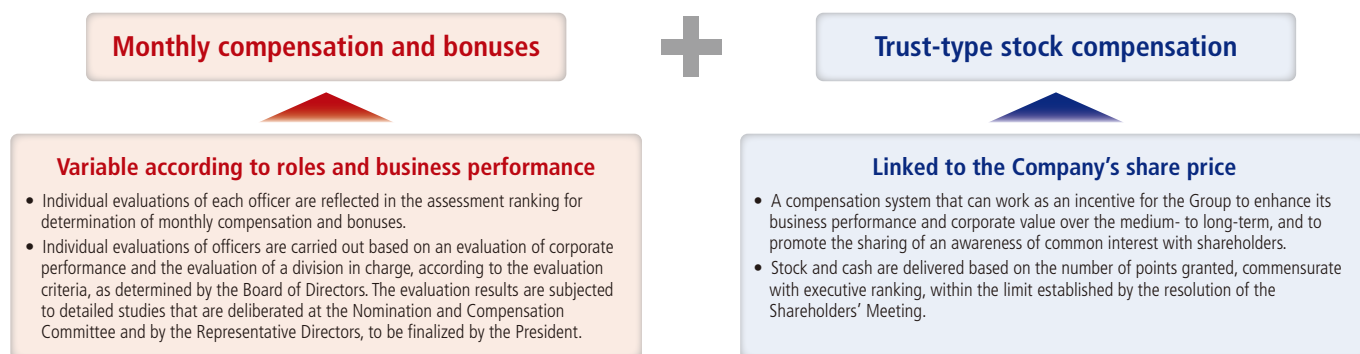 Monthly compensation and bonuses
Trust-type stock compensation
Variable according to roles and business performance
• Individual evaluations of each officer are reflected in the assessment ranking for
determination of monthly compensation and bonuses.
• Individual evaluations of officers are carried out based on an evaluation of corporate
performance and the evaluation of a division in charge, according to the evaluation
criteria, as determined by the Board of Directors. The evaluation results are subjected
to detailed studies that are deliberated at the Nomination and Compensation
Committee and by the Representative Directors, to be finalized by the President.
Linked to the Company’s share price
• A compensation system that can work as an incentive for the Group to enhance its
business performance and corporate value over the medium- to long-term, and to
promote the sharing of an awareness of common interest with shareholders.
• Stock and cash are delivered based on the number of points granted, commensurate
with executive ranking, within the limit established by the resolution of the
Shareholders’ Meeting.